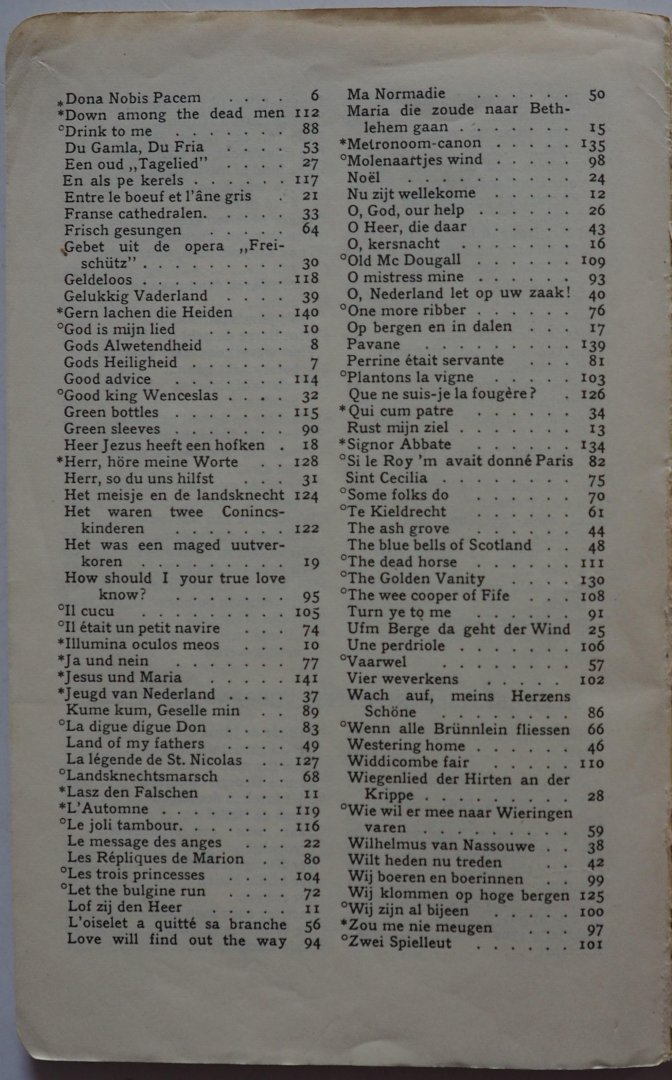 *Dona Nobis Pacem . . . . 6
*Down among the dead men 112
°Drink to me . . . . . . . 88
Du Gamla, Du Fria . . . . 53
Een oud „Tagelied” . . . . 27
En als pe kerels . . . . . . 117
Entre le boeuf et l'âne gris . 21
Franse cathedralen. . . . . 33
Frisch gesungen . . . . . 64
Gebet uit de opera „Frei-
schütz” . . . . . . . . . 30
Geldeloos . . . . . . . . 118
Gelukkig Vaderland . . . . 39
*Gern lachen die Heiden . . 140
°God is mijn lied . . . . . 10
Gods Alwetendheid . . . . 8
Gods Heiligheid . . . . . 7
Good advice . . . . . . . 114
°Good king Wenceslas . . . . 32
Green bottles . . . . . . 115
Green sleeves . . . . . . . 90
Heer Jezus heeft een hofken . 18
*Herr, höre meine Worte . . 128
Herr, so du uns hilfst . . . 31
Het meisje en de landsknecht 124
Het waren twee Conincs-
kinderen . . . . . . . 122
Het was een maged uutver-
koren . . . . . . . . . 19
How should I your true love
know? . . . . . . . 95
°Il cucu . . . . . . . . . 105
°Il était un petit navire . . . 74
*Illumina oculos meos . . . 10
*Ja und nein . . . . . . . 77
*Jesus und Maria . . . . . 141
*Jeugd van Nederland . . . . 37
Kume kum, Geselle min . . 89
°La digue digue Don . . . . 83
Land of my fathers . . . . 49
La légende de St. Nicolas . . 127
°Landsknechtsmarsch . . . 68
*Lasz den Falschen . . . . 11
*L'Automne . . . . . . . . 119
°Le joli tambour. . . . . . . 116
Le message des anges . . . 22
Les Répliques de Marion . . 80
°Les trois princesses . . . . 104
°Let the bulgine run . . . . 72
Lof zij den Heer . . . . . 11
L'oiselet a quitté sa branche 56
Love will find out the way 94
Ma Normadie . . . . . . 50
Maria die zoude naar Beth-
lehem gaan . . . . . . . 15
*Metronoom-canon . . . . . 135
°Molenaartjes wind . . . . . 98
Noël . . . . . . . . . 24
Nu zijt wellekome . . . . . 12
O, God, our help . . . . . . 26
O Heer, die daar . . . . . 43
O, kersnacht . . . . . . 16
°Old Mc Dougall . . . . . . 109
O mistress mine . . . . . . 93
O, Nederland let op uw zaak! 40
°One more ribber . . . . . . 76
Op bergen en in dalen . . . 17
Pavane . . . . . . . . . 139
Perrine était servante . . . 81
°Plantons la vigne . . . . . 103
Que ne suis-je la fougère? . 126
*Qui cum patre . . . . . . 34
Rust mijn ziel . . . . . . . 13
*Signor Abbate . . . . . . 134
°Si le Roy 'm avait donné Paris 82
Sint Cecilia . . . . . . . 75
°Some folks do . . . . . . 70
°Te Kieldrecht . . . . . . 61
The ash grove . . . . . . 44
The blue bells of Scotland . . 48
°The dead horse . . . . . . 111
°The Golden Vanity . . . . 130
°The wee cooper of Fife . . . 108
Turn ye to me . . . . . . 91
Ufm Berge da geht der Wind 25
Une perdriole . . . . . . . 106
°Vaarwel . . . . . . . . 57
Vier weverkens . . . . . 102
Wach auf, meins Herzens
Schöne . . . . . . . . 86
°Wenn alle Brünnlein fliessen 66
Westering home . . . . . . 46
Widdicombe fair . . . . . 110
Wiegenlied der Hirten an der
Krippe . . . . . . . . . 28
°Wie wil er mee naar Wieringen
varen . . . . . . . . . 59
Wilhelmus van Nassouwe . . 38
Wilt heden nu treden . . . 42
Wij boeren en boerinnen . . 99
Wij klommen op hoge bergen 125
°Wij zijn al bijeen . . . . . 100
*Zou me nie meugen . . . 97
°Zwei Spielleut . . . . . . 101